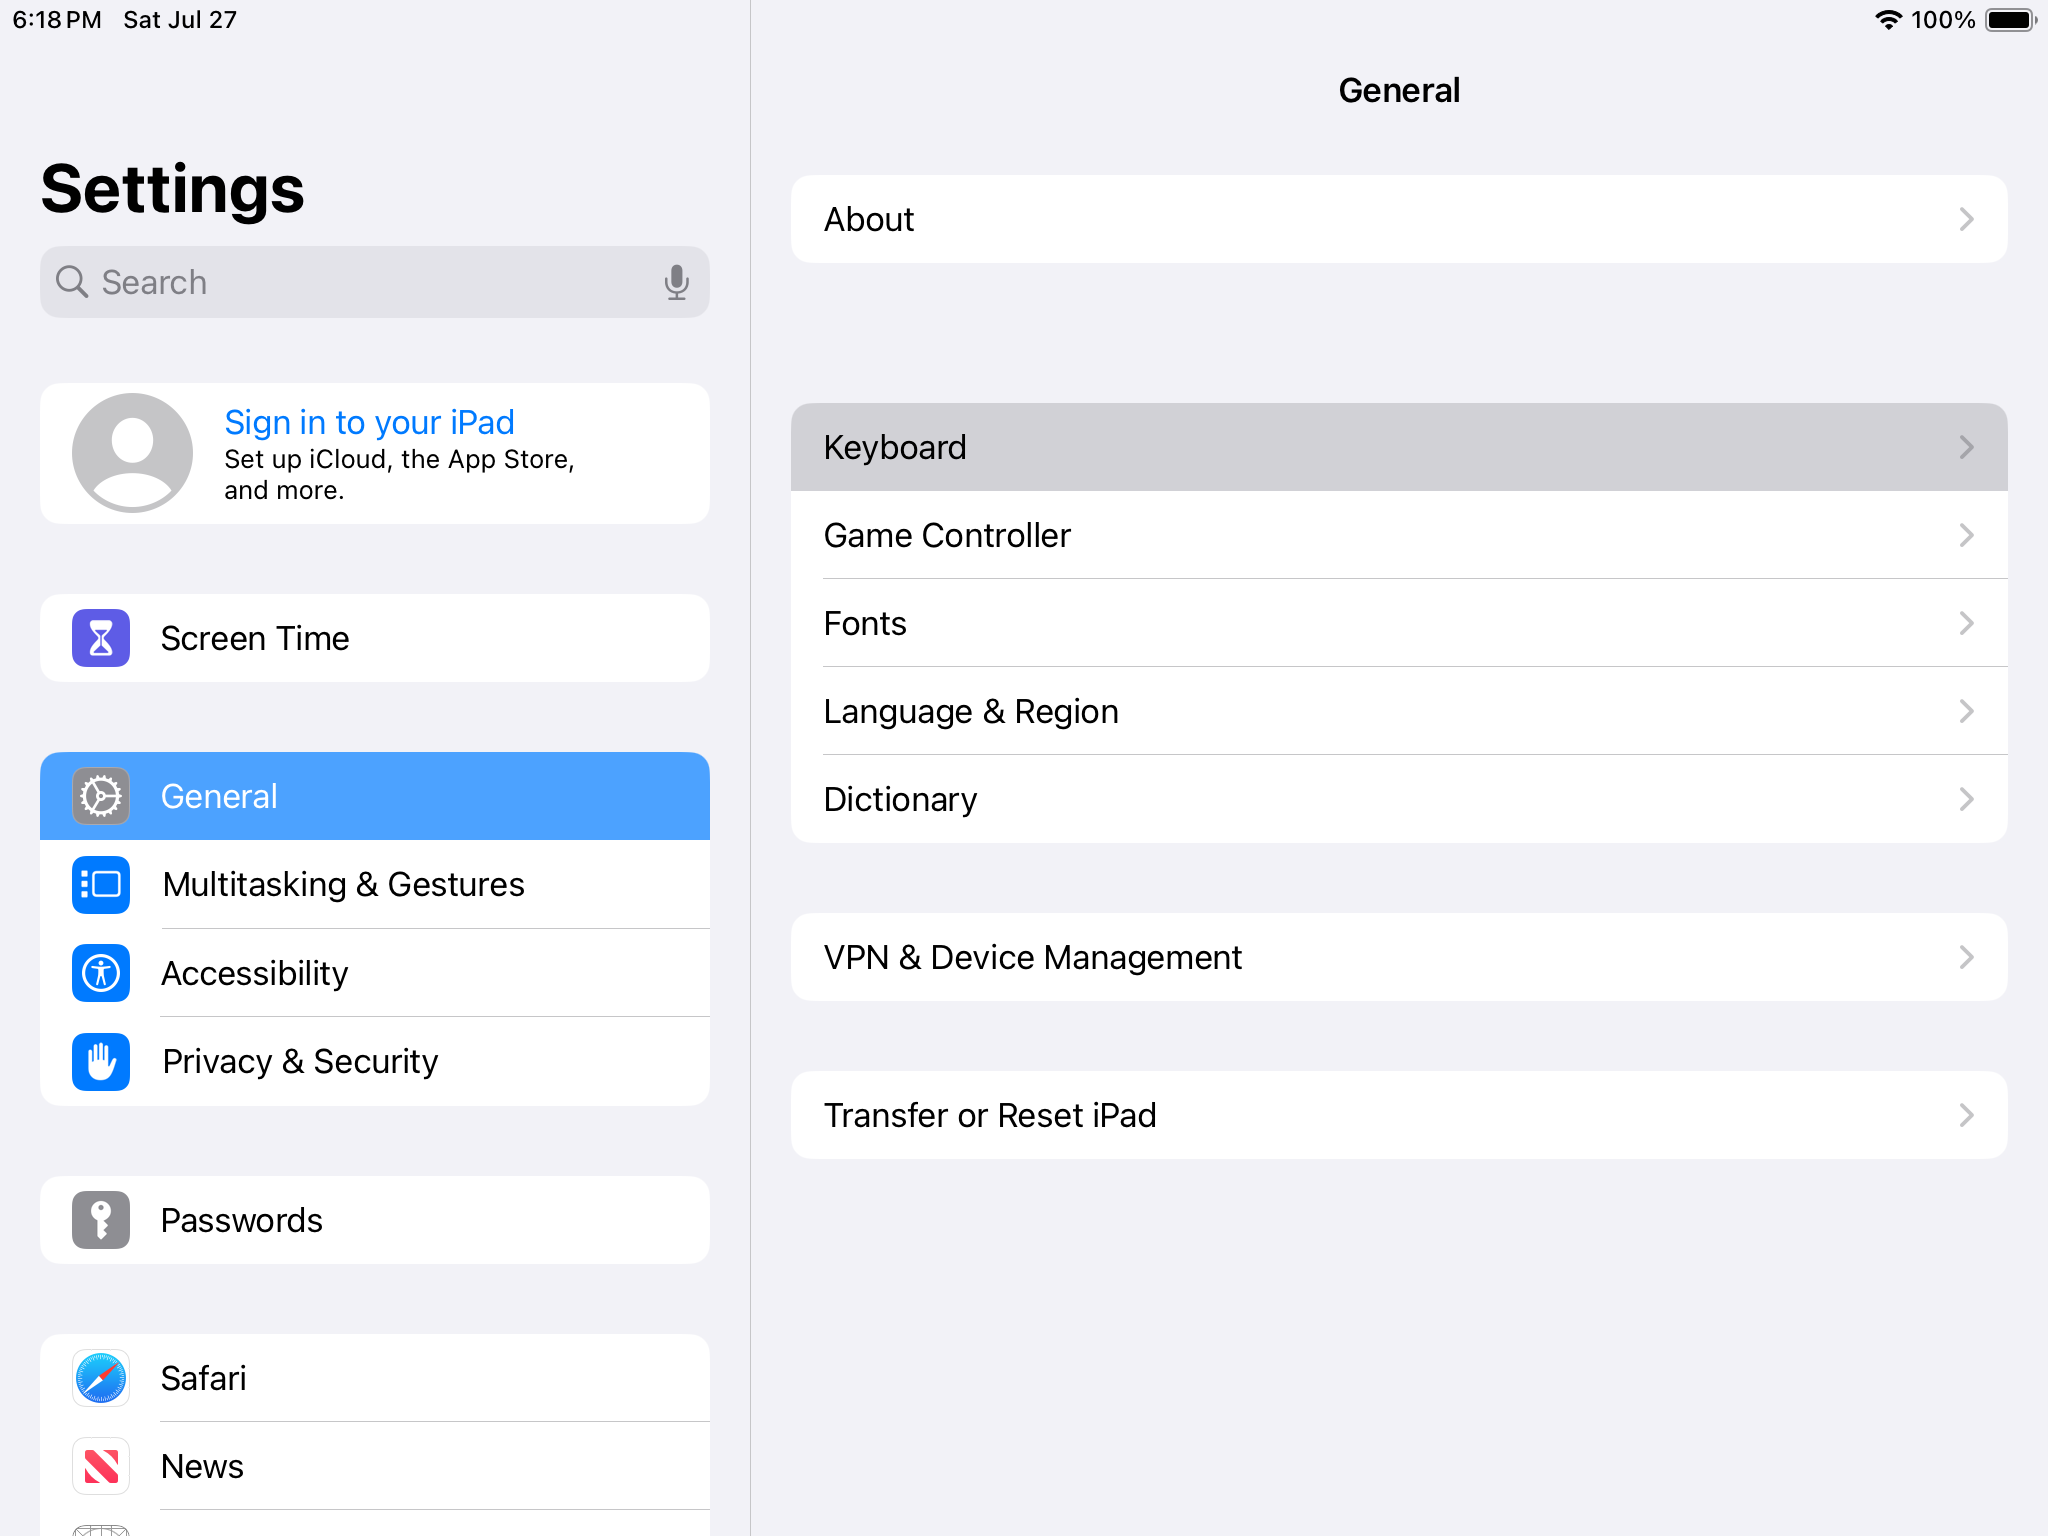 6:18 PM Sat Jul 27
100%
Settings
Search
Sign in to your iPad
Set up iCloud, the App Store,
and more.
Screen Time
General
Multitasking & Gestures
Accessibility
Privacy & Security
Passwords
Safari
News
General
About
Keyboard
Game Controller
Fonts
Language & Region
Dictionary
VPN & Device Management
Transfer or Reset iPad